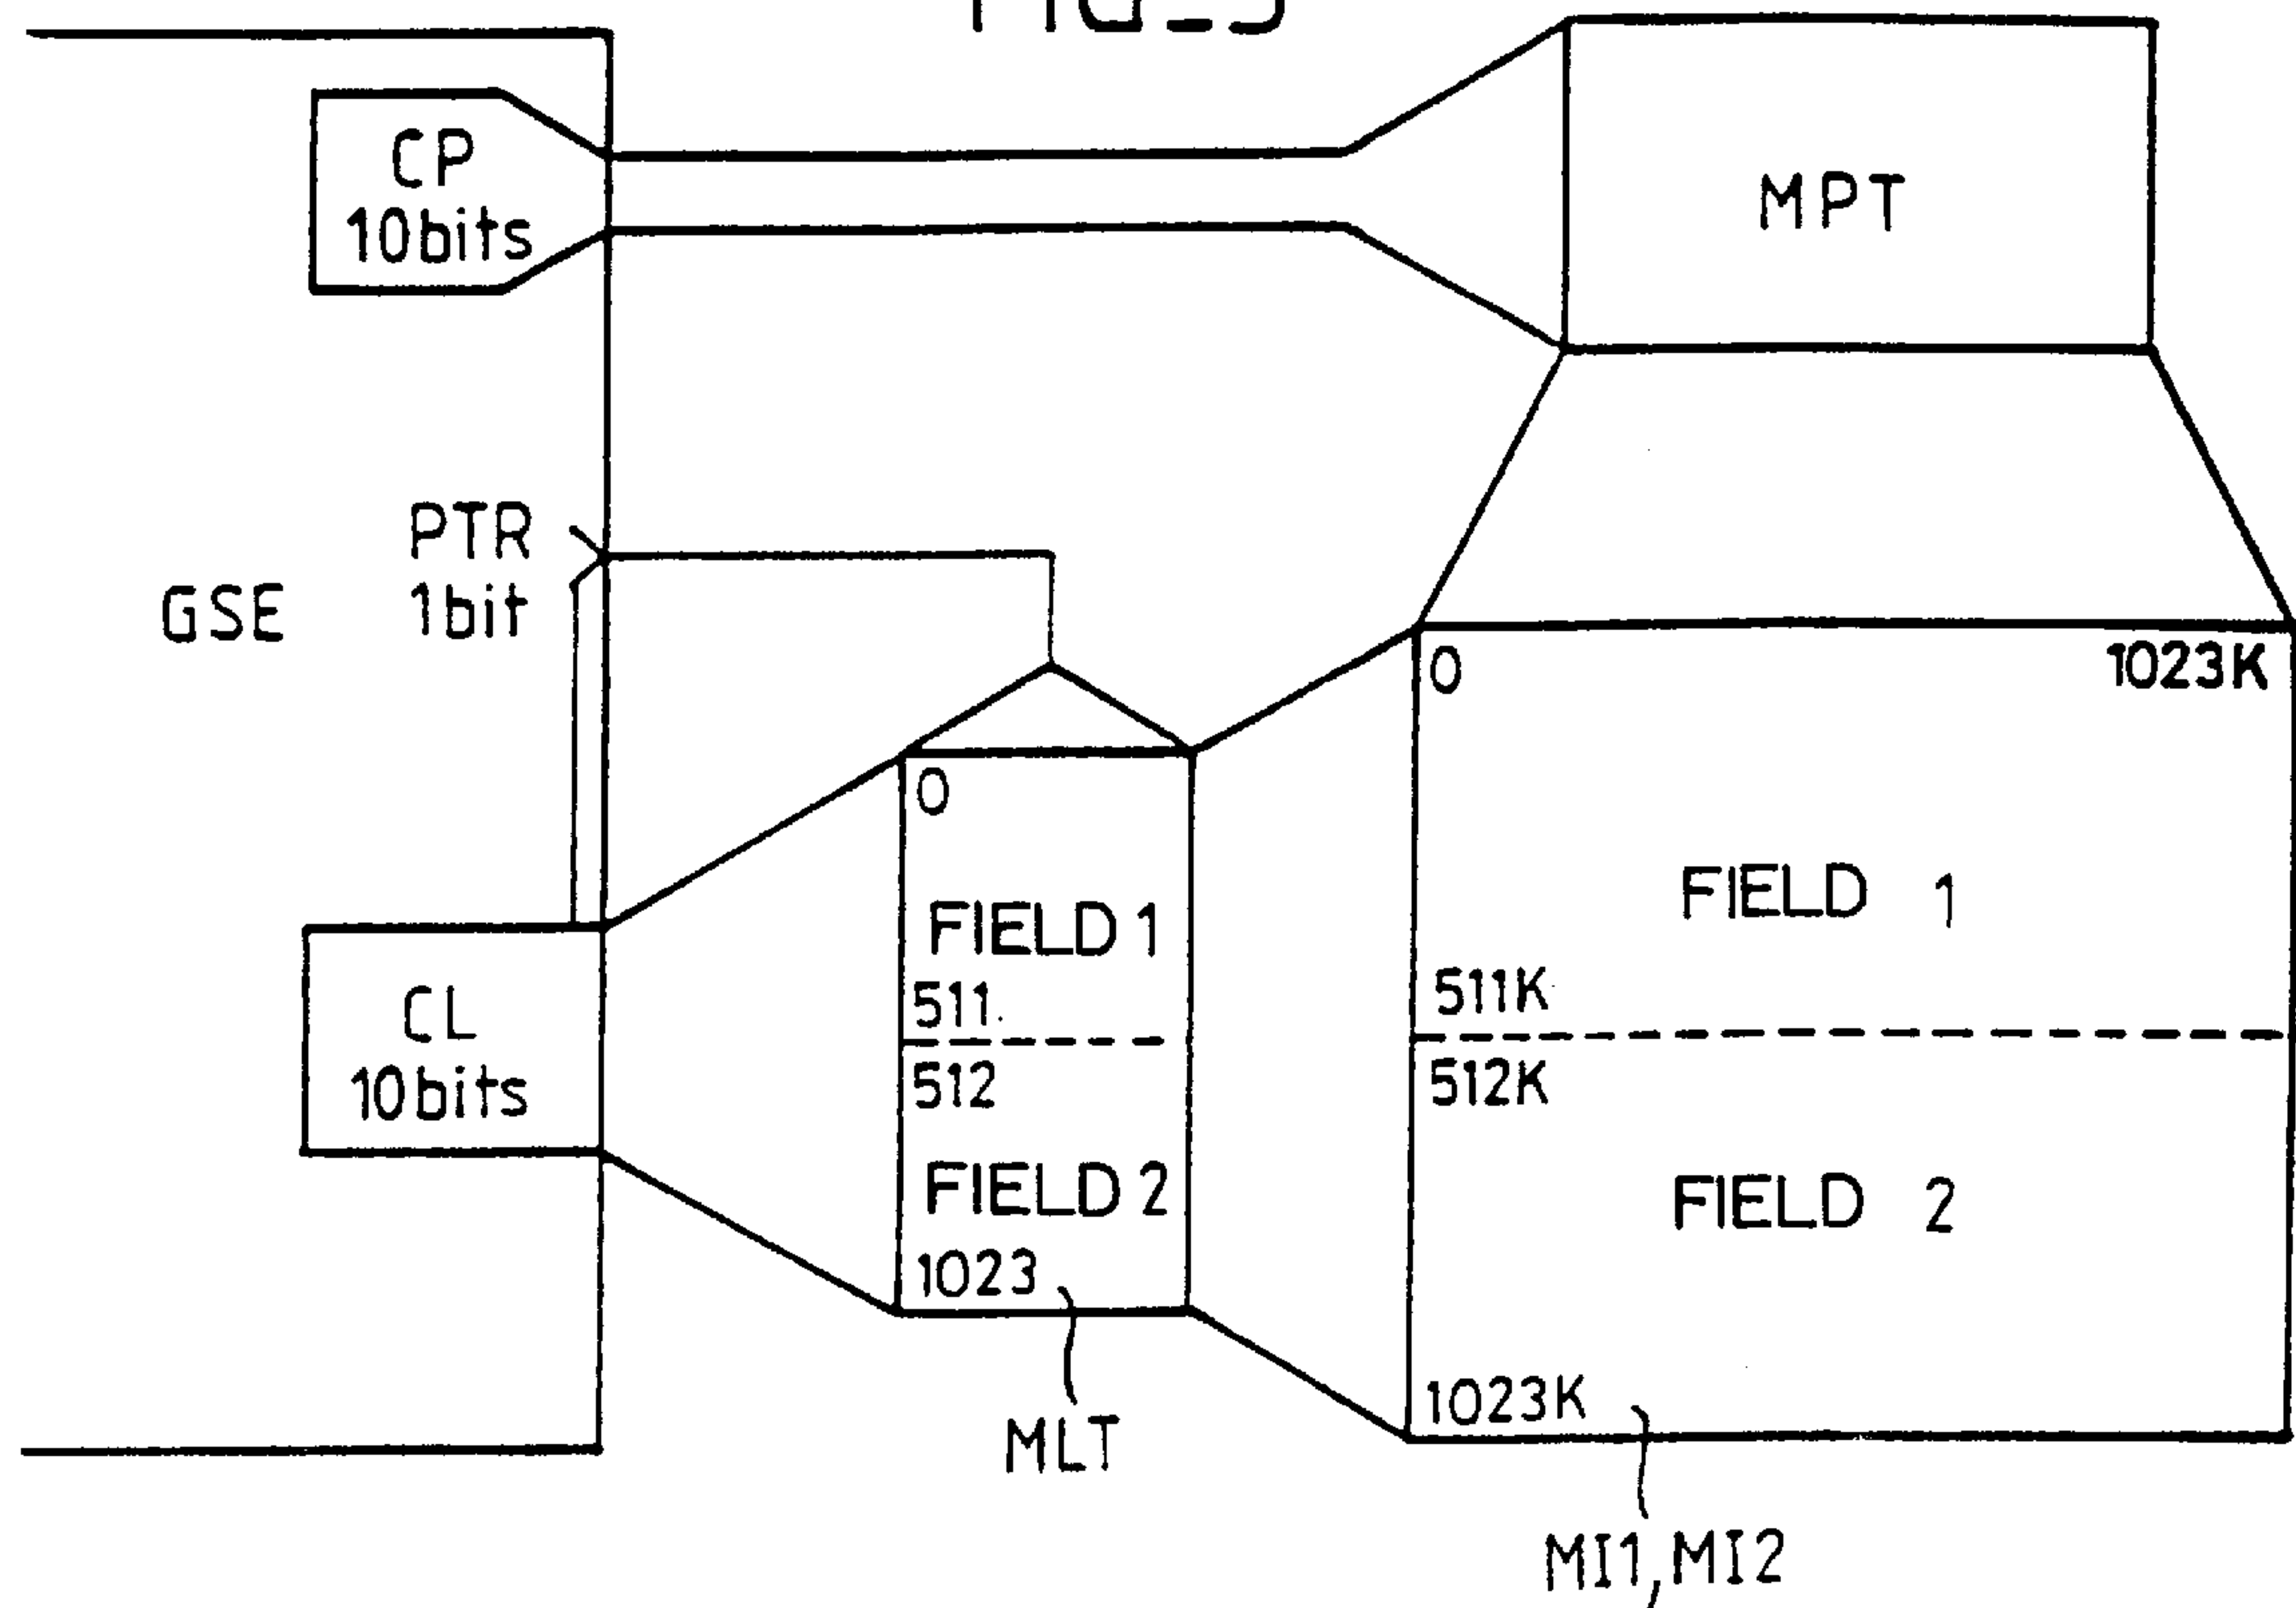 CP
10bits
MPT
PTR
1bit
GSE
0
1023K
0
FIELD 1
511
512
FIELD 2
1023
MLT
CL
10bits
FIELD 1
511K
512K
FIELD 2
1023K
MI1,MI2